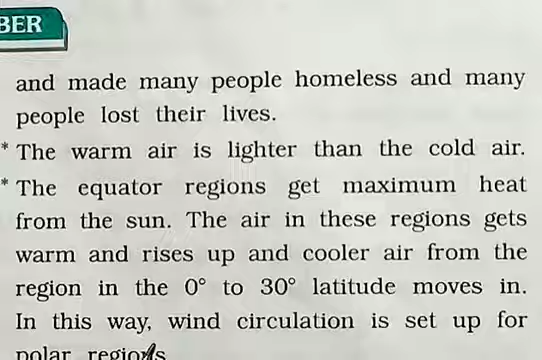 BER
and made many people homeless and many
people lost their lives.
* The warm air is lighter than the cold air.
* The equator regions get maximum heat
from the sun. The air in these regions gets
warm and rises up and cooler air from the
region in the 0° to 30° latitude moves in.
In this way, wind circulation is set up for
polar regions